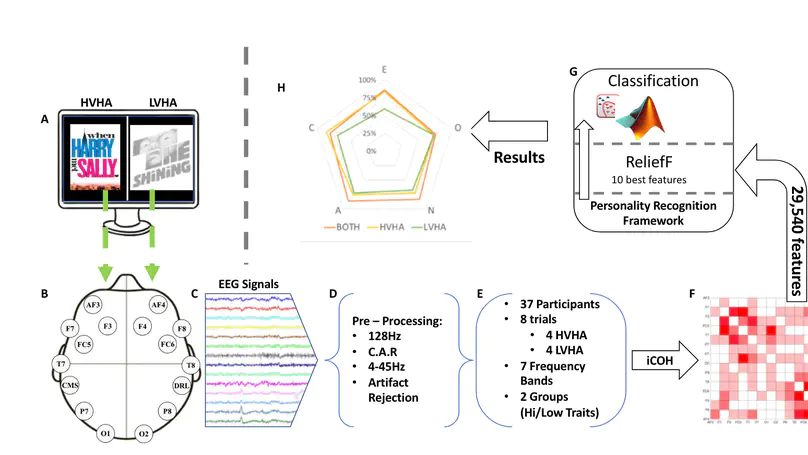 A
HVHA
LVHA
when
HARRY
MET
SALLY
THE
SHINING
B
AF3
AF4
F7
F3
F4
F8
FC5
FC6
T7
T8
CMS
DRL
P7
P8
O1
O2
C
EEG Signals
D
Pre – Processing:
• 128Hz
• C.A.R
• 4-45Hz
• Artifact
Rejection
E
• 37 Participants
• 8 trials
• 4 HVHA
• 4 LVHA
• 7 Frequency
Bands
• 2 Groups
(Hi/Low Traits)
iCOH
F
29,540 features
G
Classification
ReliefF
10 best features
Personality Recognition
Framework
Results
H
E
100%
75%
50%
25%
0%
C
O
A
N
BOTH
HVHA
LVHA